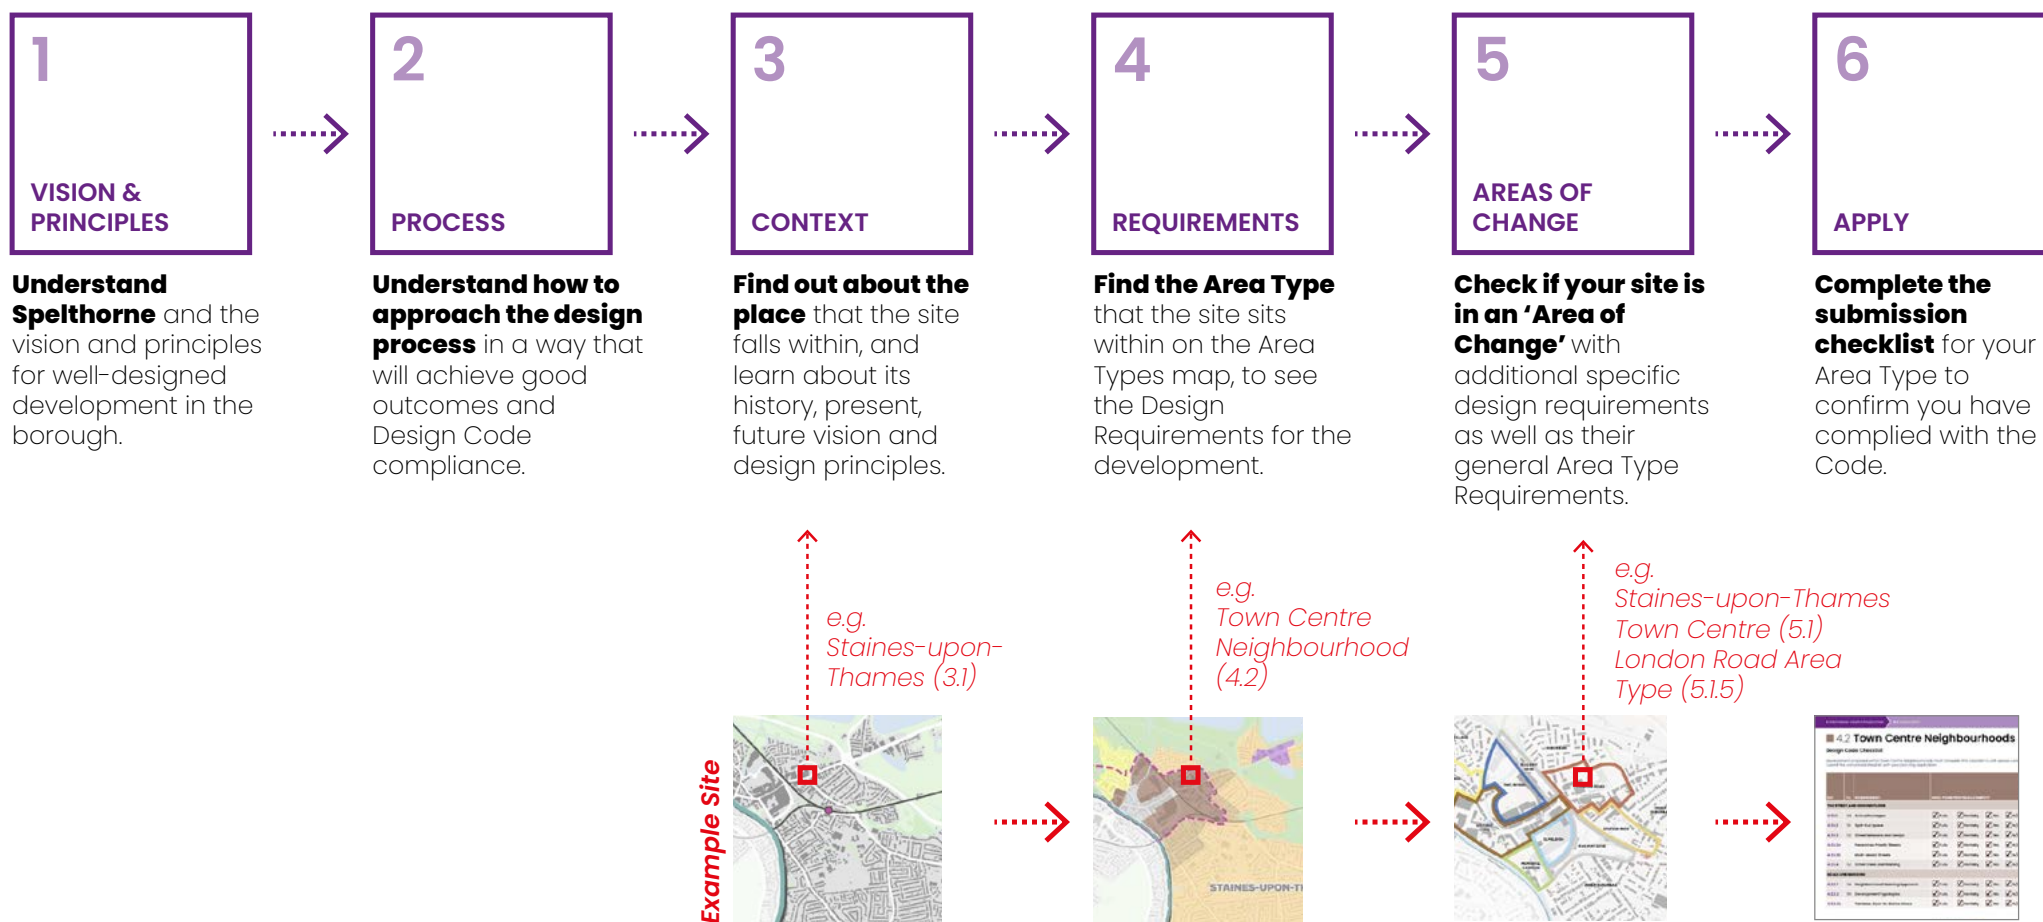 1
VISION &
PRINCIPLES
Understand
Spelthorne and the
vision and principles
for well-designed
development in the
borough.
2
PROCESS
Understand how to
approach the design
process in a way that
will achieve good
outcomes and
Design Code
compliance.
3
CONTEXT
Find out about the
place that the site
falls within, and
learn about its
history, present,
future vision and
design principles.
4
REQUIREMENTS
Find the Area Type
that the site sits
within on the Area
Types map, to see
the Design
Requirements for the
development.
5
AREAS OF
CHANGE
Check if your site is
in an ‘Area of
Change’ with
additional specific
design requirements
as well as their
general Area Type
Requirements.
6
APPLY
Complete the
submission
checklist for your
Area Type to
confirm you have
complied with the
Code.
e.g.
Staines-upon-
Thames (3.1)
e.g.
Town Centre
Neighbourhood
(4.2)
e.g.
Staines-upon-Thames
Town Centre (5.1)
London Road Area
Type (5.1.5)
Example Site
STAINES-UPON-T
4.2 Town Centre Neighbourhoods
Design Code Checklist